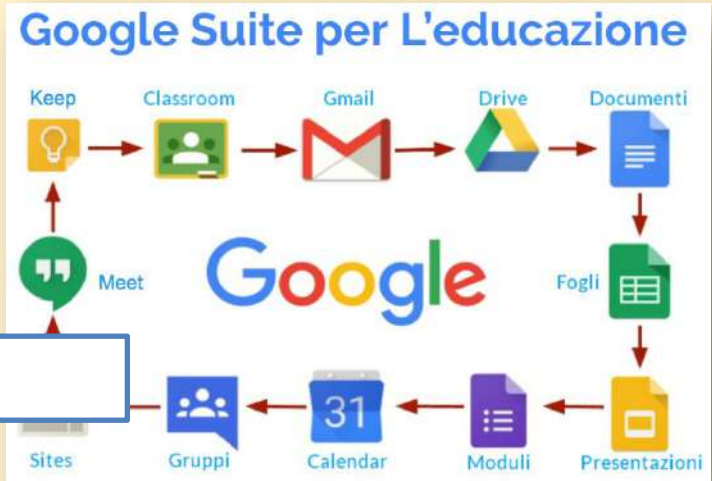 Google Suite per L'educazione
Keep Classroom Gmail Drive Documenti
Meet Google Fogli
31
Sites Gruppi Calendar Moduli Presentazioni